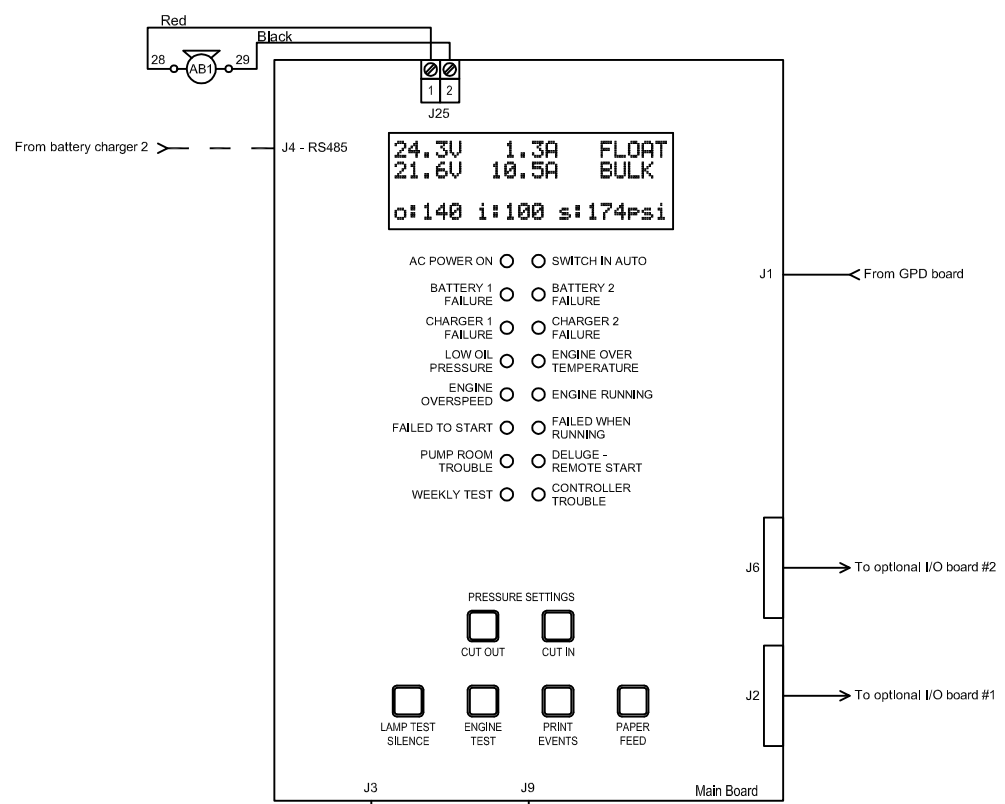 Red
Black
28 AB1 29
1 2
J25
From battery charger 2
J4 - RS485
24.3V 1.3A FLOAT
21.6V 10.5A BULK
o:140 i:100 s:174psi
AC POWER ON
SWITCH IN AUTO
BATTERY 1
FAILURE
BATTERY 2
FAILURE
CHARGER 1
FAILURE
CHARGER 2
FAILURE
LOW OIL
PRESSURE
ENGINE OVER
TEMPERATURE
ENGINE
OVERSPEED
ENGINE RUNNING
FAILED TO START
FAILED WHEN
RUNNING
PUMP ROOM
TROUBLE
DELUGE -
REMOTE START
WEEKLY TEST
CONTROLLER
TROUBLE
J1
From GPD board
J6
To optional I/O board #2
PRESSURE SETTINGS
CUT OUT
CUT IN
J2
To optional I/O board #1
LAMP TEST
SILENCE
ENGINE
TEST
PRINT
EVENTS
PAPER
FEED
J3
J9
Main Board